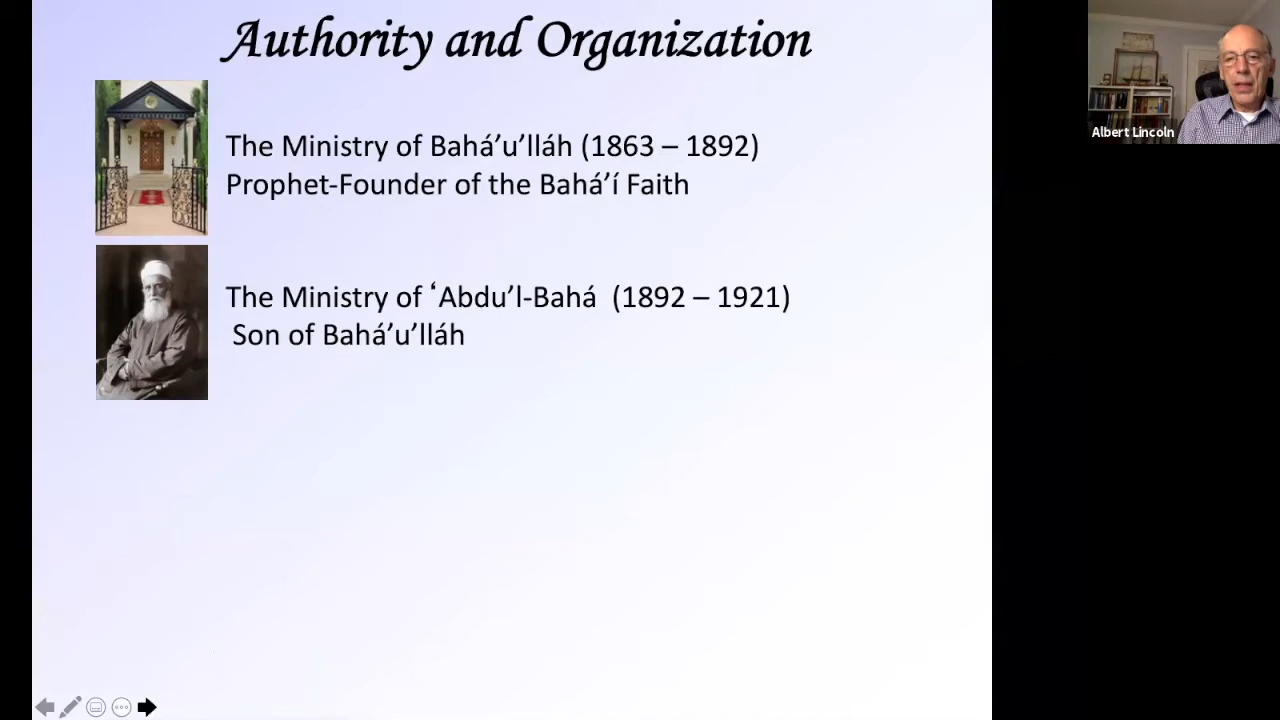 Authority and Organization
The Ministry of Bahá’u’lláh (1863 – 1892)
Prophet-Founder of the Bahá’í Faith
The Ministry of ‘Abdu’l-Bahá (1892 – 1921)
Son of Bahá’u’lláh
Albert Lincoln